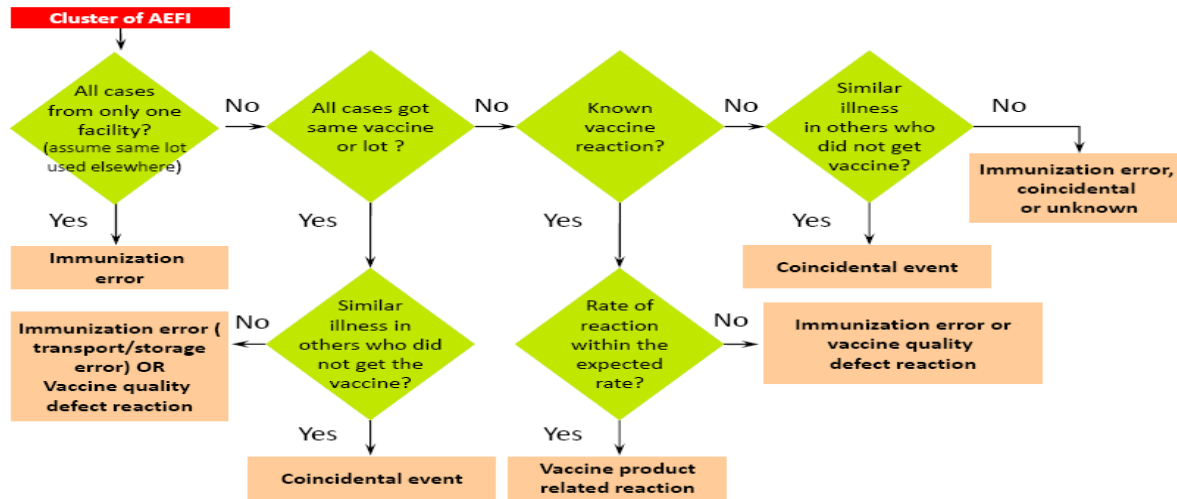 Cluster of AEFI
All cases
from only one
facility?
(assume same lot
used elsewhere)
No
All cases got
same vaccine
or lot ?
No
Known
vaccine
reaction?
No
Similar
illness
in others who
did not get
vaccine?
No
Immunization error,
coincidental
or unknown
Yes
Immunization
error
Yes
Similar
illness in
others who did
not get the
vaccine?
No
Immunization error (
transport/storage
error) OR
Vaccine quality
defect reaction
Yes
Coincidental event
Yes
Rate of
reaction
within the
expected
rate?
No
Immunization error or
vaccine quality
defect reaction
Yes
Vaccine product
related reaction
Yes
Coincidental event